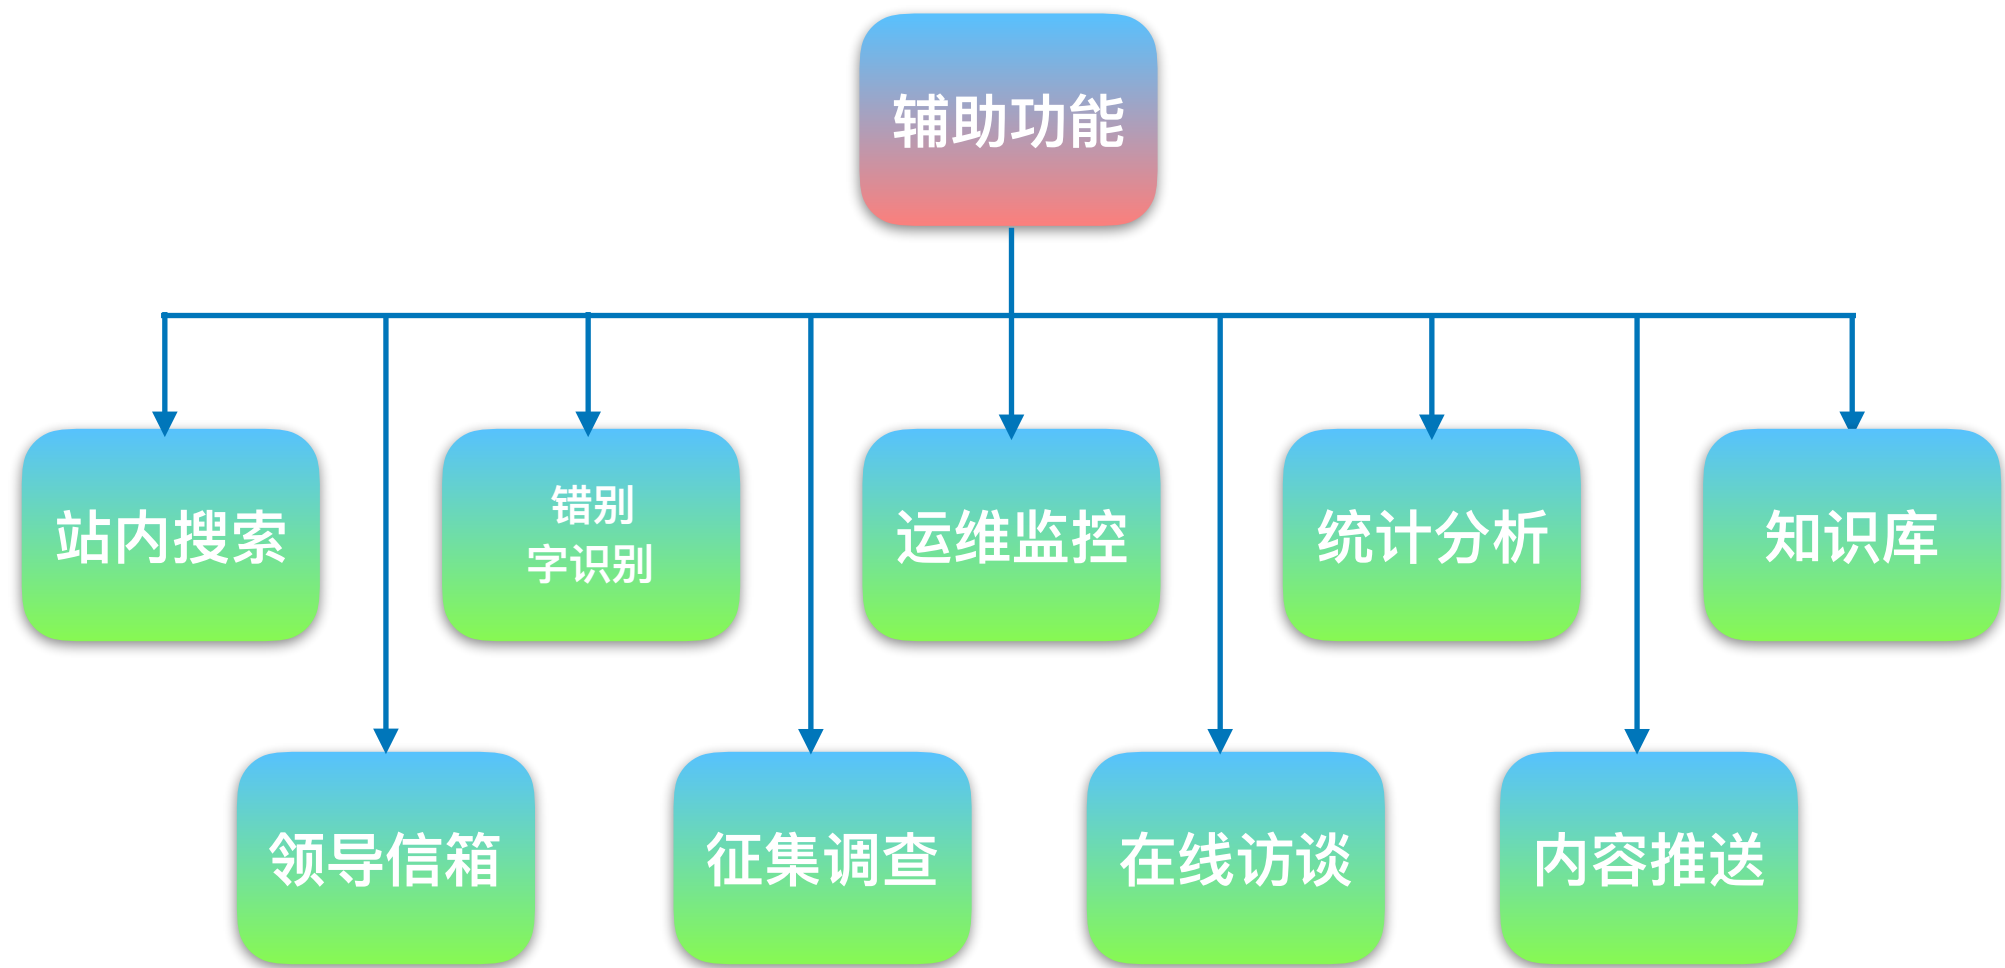 辅助功能
站内搜索
错别
字识别
运维监控
统计分析
知识库
领导信箱
征集调查
在线访谈
内容推送